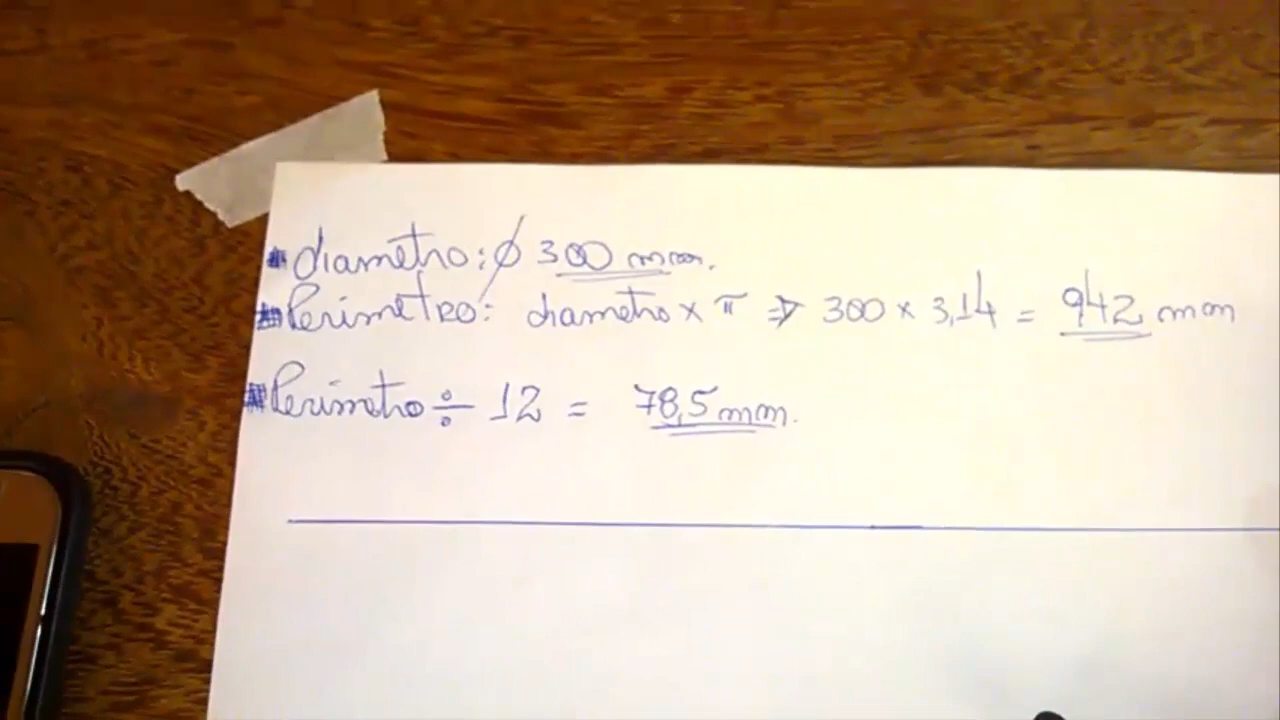 diametro: ø 300 mm.
Perimetro: diametro x π ⇒ 300 x 3,14 = 942 mm
Perimetro ÷ 12 = 78,5 mm.